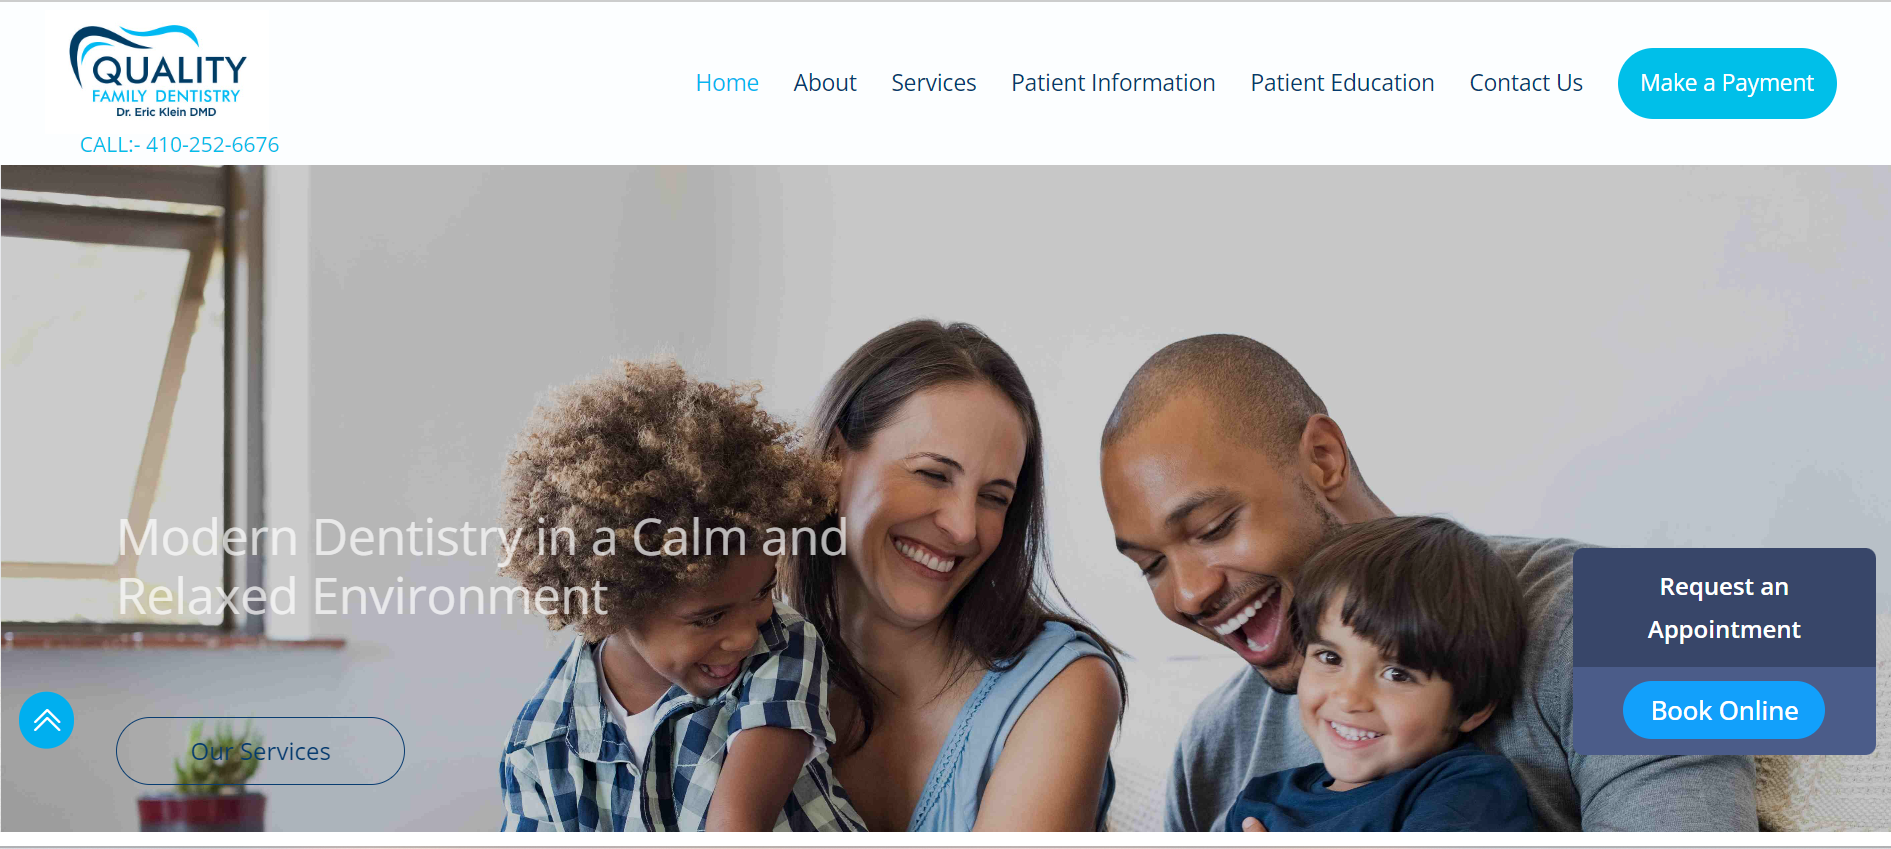 QUALITY
FAMILY DENTISTRY
Dr. Eric Klein DMD
CALL:- 410-252-6676
Home About Services Patient Information Patient Education Contact Us Make a Payment
Modern Dentistry in a Calm and
Relaxed Environment
Request an
Appointment
Book Online
Our Services